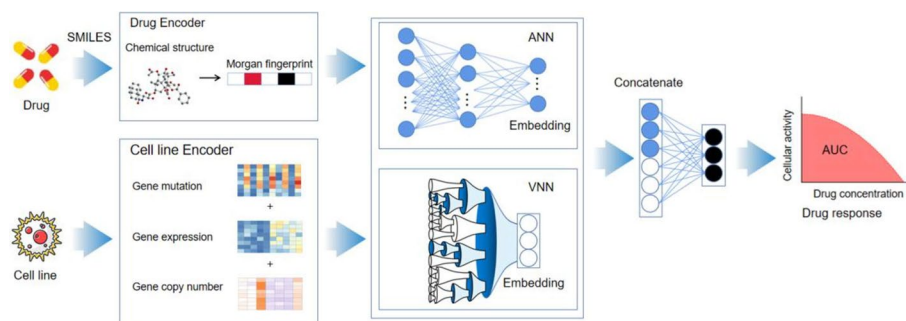 Drug
SMILES
Drug Encoder
Chemical structure
Morgan fingerprint
ANN
Embedding
Cell line
Cell line Encoder
Gene mutation
+
Gene expression
+
Gene copy number
VNN
Embedding
Concatenate
Cellular activity
AUC
Drug concentration
Drug response